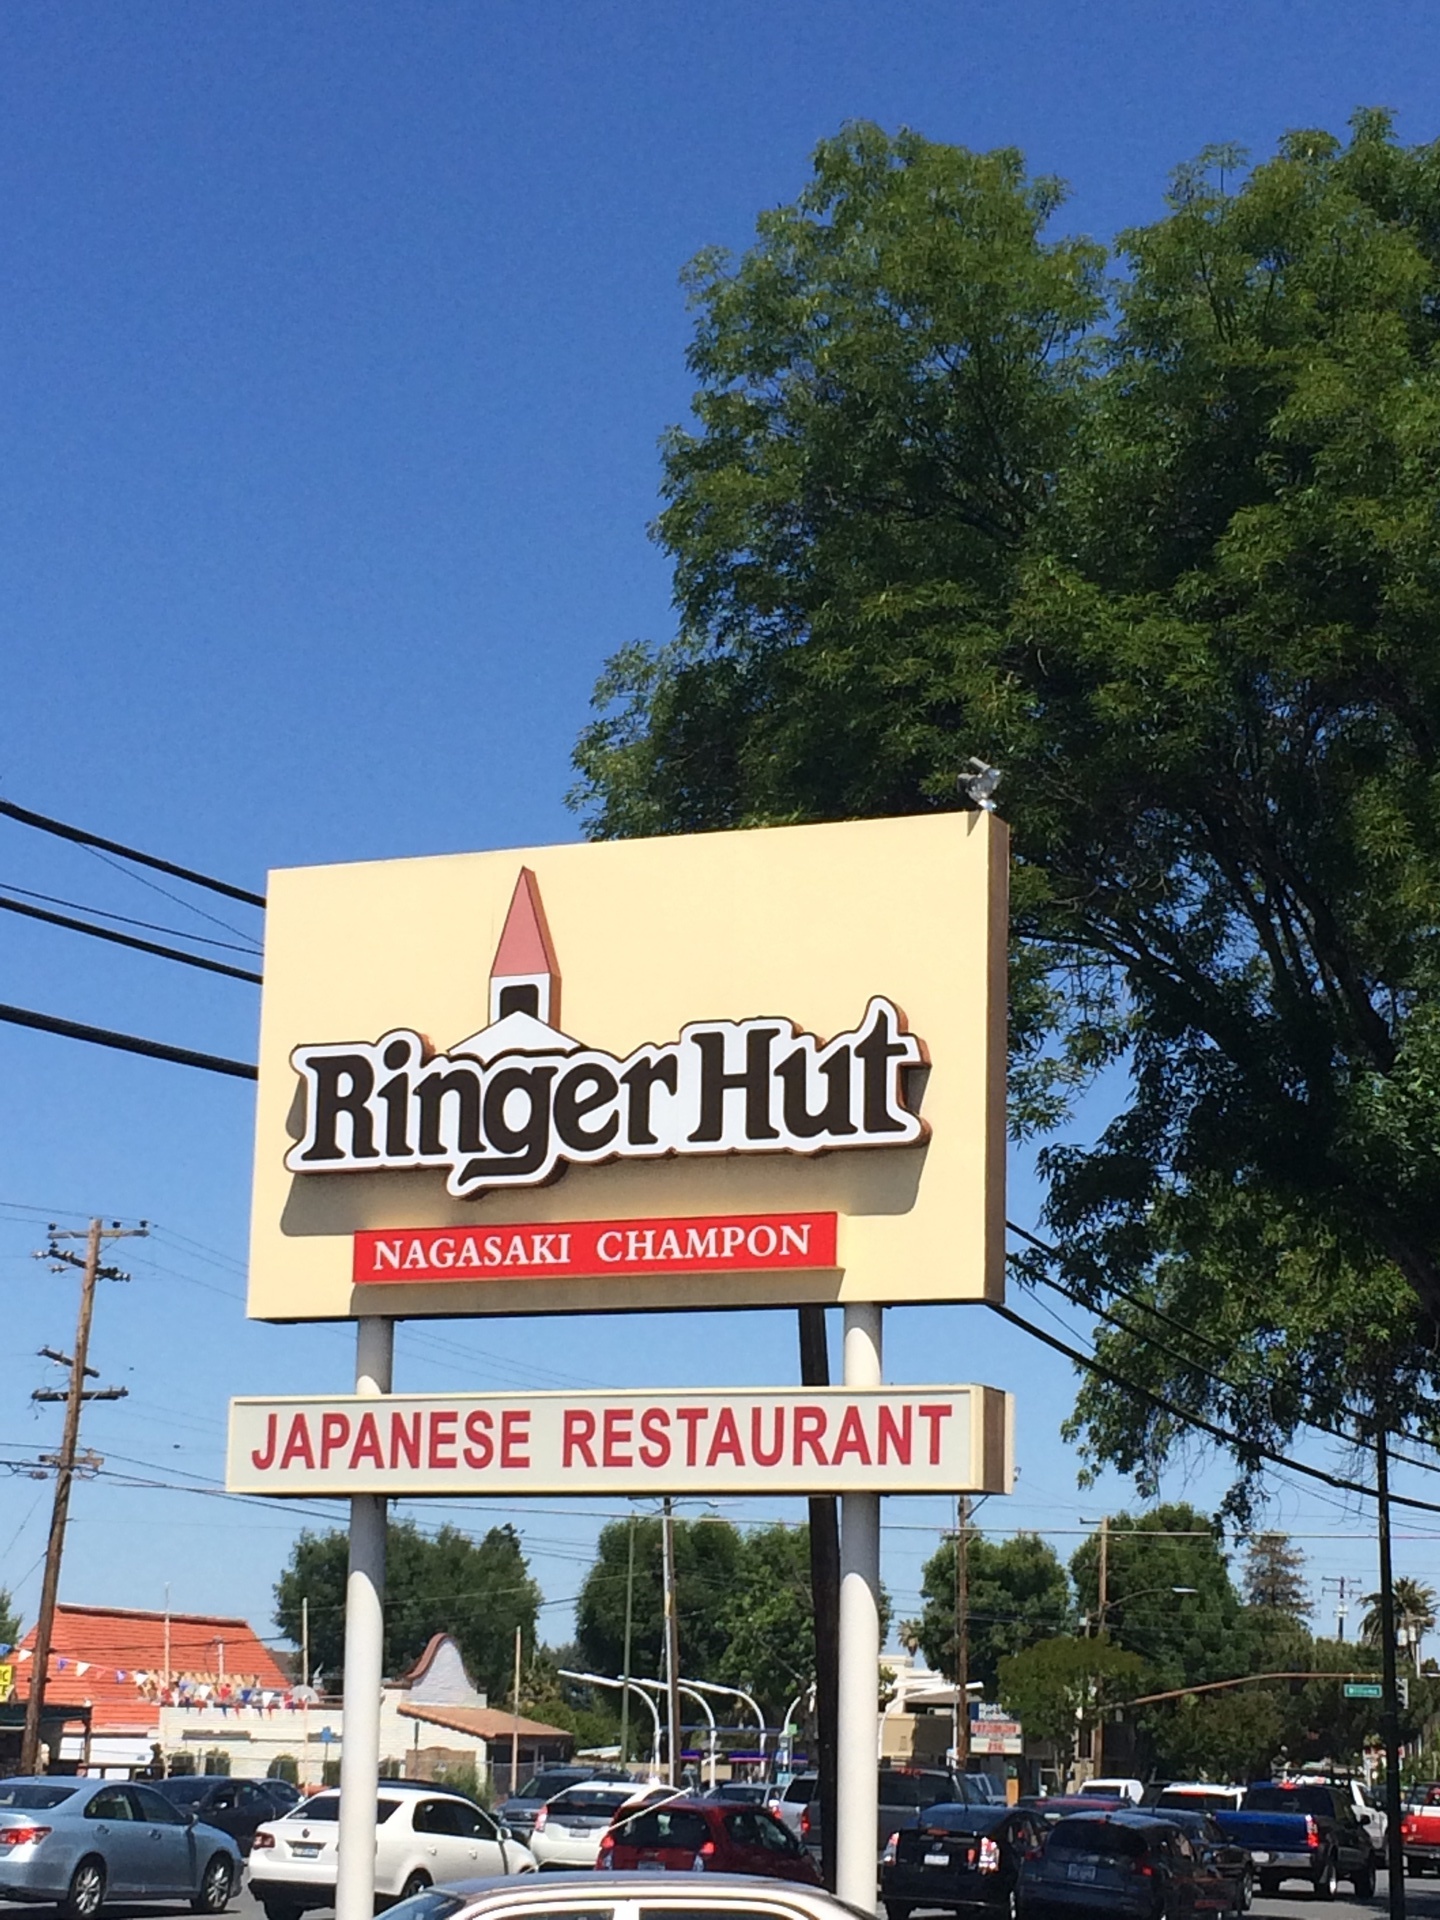 Ringer Hut
NAGASAKI CHAMPON
JAPANESE RESTAURANT